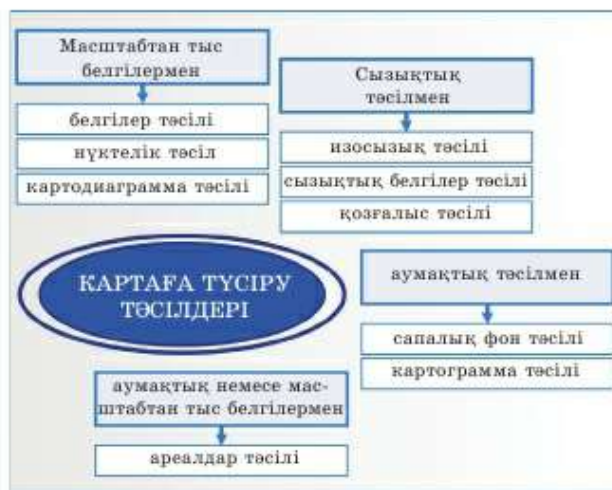 Масштабтан тыс
белгілермен
белгілер тәсілі
нүктелік тәсіл
картодиаграмма тәсілі
Сызықтық
тәсілмен
изосызық тәсілі
сызықтық белгілер тәсілі
қозғалыс тәсілі
КАРТАҒА ТҮСІРУ
ТӘСІЛДЕРІ
аумақтық тәсілмен
сапалық фон тәсілі
картограмма тәсілі
аумақтық немесе мас-
штабтан тыс белгілермен
ареалдар тәсілі